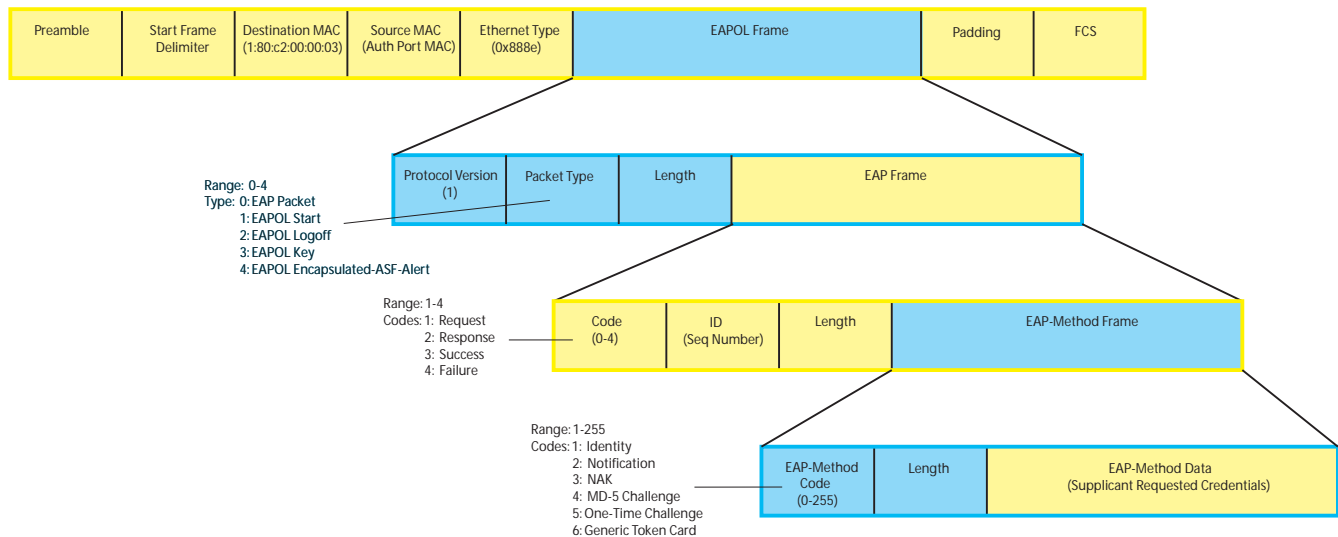 Preamble
Start Frame
Delimiter
Destination MAC
(1:80:c2:00:00:03)
Source MAC
(Auth Port MAC)
Ethernet Type
(0x888e)
EAPOL Frame
Padding
FCS
Protocol Version
(1)
Packet Type
Length
EAP Frame
Range: 0-4
Type: 0: EAP Packet
1: EAPOL Start
2: EAPOL Logoff
3: EAPOL Key
4: EAPOL Encapsulated-ASF-Alert
Code
(0-4)
ID
(Seq Number)
Length
EAP-Method Frame
Range: 1-4
Codes: 1: Request
2: Response
3: Success
4: Failure
Range: 1-255
Codes: 1: Identity
2: Notification
3: NAK
4: MD-5 Challenge
5: One-Time Challenge
6: Generic Token Card
EAP-Method
Code
(0-255)
Length
EAP-Method Data
(Supplicant Requested Credentials)